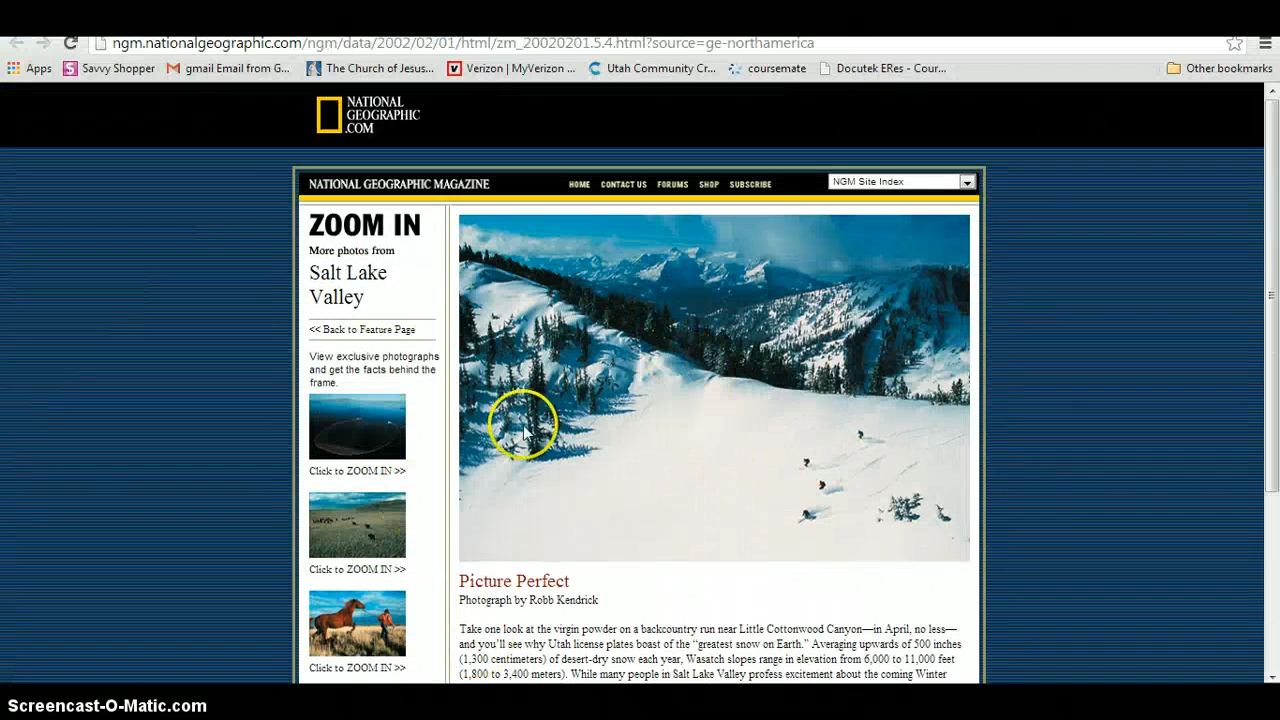 ngm.nationalgeographic.com/ngm/data/2002/02/01/html/zm_20020201.5.4.html?source=ge-northamerica
Apps Savvy Shopper gmail Email from G... The Church of Jesus... Verizon | MyVerizon ... Utah Community Cr... coursemate Docutek ERes - Cour... Other bookmarks
NATIONAL
GEOGRAPHIC
.COM
NATIONAL GEOGRAPHIC MAGAZINE HOME CONTACT US FORUMS SHOP SUBSCRIBE NGM Site Index
ZOOM IN
More photos from
Salt Lake
Valley
<< Back to Feature Page
View exclusive photographs
and get the facts behind the
frame.
Click to ZOOM IN >>
Click to ZOOM IN >>
Click to ZOOM IN >>
Picture Perfect
Photograph by Robb Kendrick
Take one look at the virgin powder on a backcountry run near Little Cottonwood Canyon—in April, no less—
and you'll see why Utah license plates boast of the "greatest snow on Earth." Averaging upwards of 500 inches
(1,300 centimeters) of desert-dry snow each year, Wasatch slopes range in elevation from 6,000 to 11,000 feet
(1,800 to 3,400 meters). While many people in Salt Lake Valley profess excitement about the coming Winter
Screencast-O-Matic.com